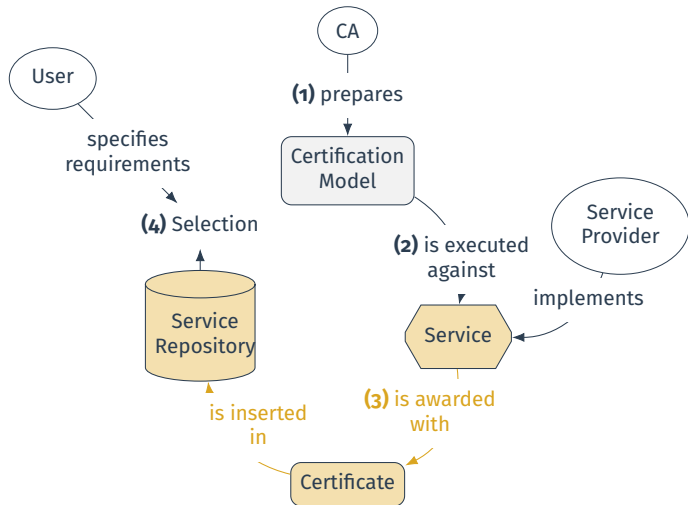 CA
User
(1) prepares
specifies
requirements
Certification
Model
(4) Selection
Service
Provider
(2) is executed
against
implements
Service
Repository
Service
(3) is awarded
with
is inserted
in
Certificate